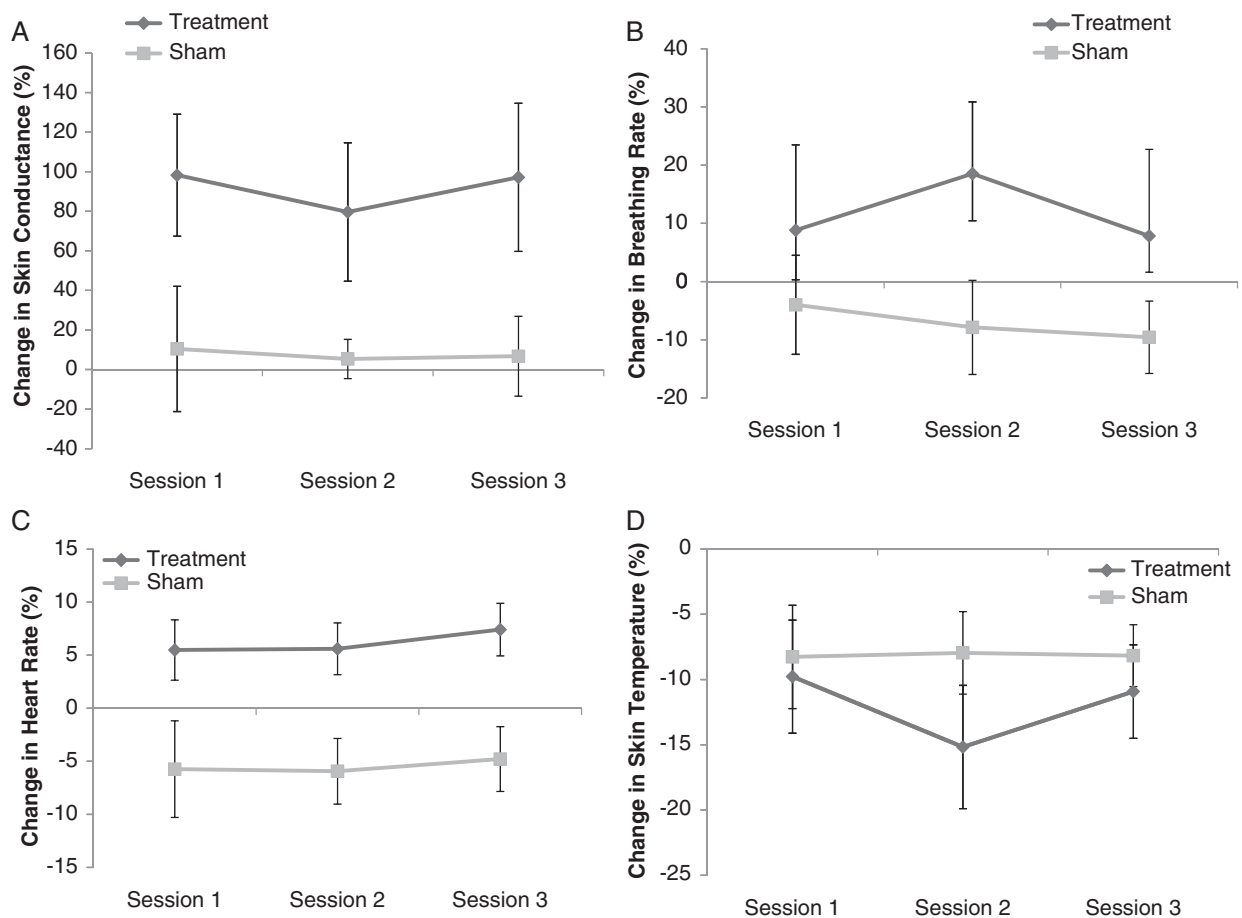 A
Treatment
Sham
Change in Skin Conductance (%)
160
140
120
100
80
60
40
20
0
-20
-40
Session 1 Session 2 Session 3
B
Treatment
Sham
Change in Breathing Rate (%)
40
30
20
10
0
-10
-20
Session 1 Session 2 Session 3
C
Treatment
Sham
Change in Heart Rate (%)
15
10
5
0
-5
-10
-15
Session 1 Session 2 Session 3
D
Treatment
Sham
Change in Skin Temperature (%)
0
-5
-10
-15
-20
-25
Session 1 Session 2 Session 3